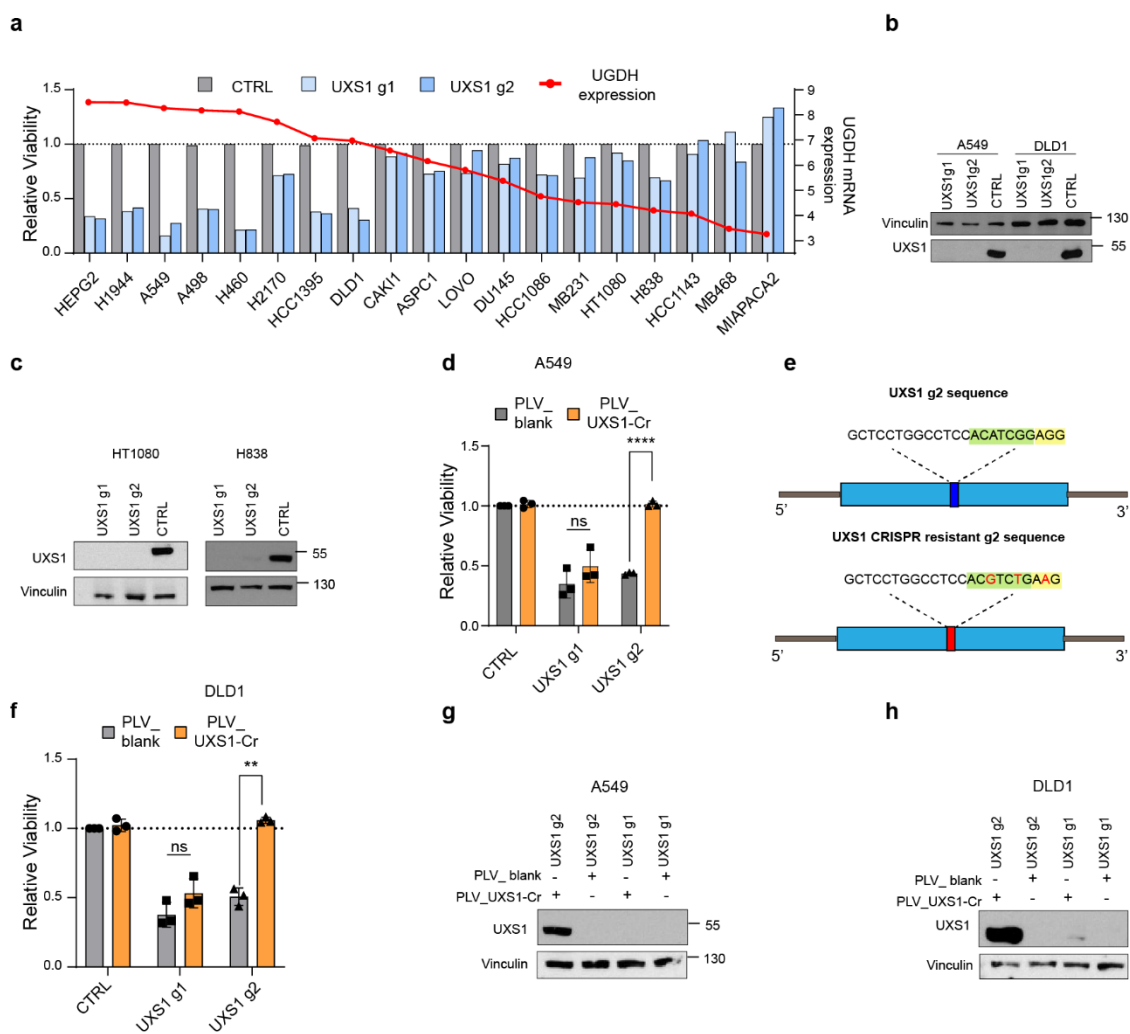 a
CTRL
UXS1 g1
UXS1 g2
UGDH
expression
1.5
1.0
0.5
0.0
Relative Viability
9
8
7
6
5
4
3
UGDH mRNA
expression
HEPG2
H1944
A549
A498
H460
H2170
HCC1395
DLD1
CAKI1
ASPC1
LOVO
DU145
HCC1086
MB231
HT1080
H838
HCC1143
MB468
MIAPACA2
b
A549 DLD1
UXS1g1
UXS1g2
CTRL
UXS1g1
UXS1g2
CTRL
Vinculin 130
UXS1 55
c
HT1080 H838
UXS1 g1
UXS1 g2
CTRL
UXS1 g1
UXS1 g2
CTRL
UXS1 55
Vinculin 130
d
A549
PLV_
blank
PLV_
UXS1-Cr
1.5
1.0
0.5
0.0
Relative Viability
****
ns
CTRL
UXS1 g1
UXS1 g2
e
UXS1 g2 sequence
GCTCCTGGCCTCCACATCGGAGG
5’ 3’
UXS1 CRISPR resistant g2 sequence
GCTCCTGGCCTCCACGTCTGAAG
5’ 3’
f
DLD1
PLV_
blank
PLV_
UXS1-Cr
1.5
1.0
0.5
0.0
Relative Viability
**
ns
CTRL
UXS1 g1
UXS1 g2
g
A549
UXS1 g2
UXS1 g2
UXS1 g1
UXS1 g1
PLV_ blank - + - +
PLV_UXS1-Cr + - + -
UXS1 55
Vinculin 130
h
DLD1
UXS1 g2
UXS1 g2
UXS1 g1
UXS1 g1
PLV_ blank - + - +
PLV_UXS1-Cr + - + -
UXS1 55
Vinculin 130